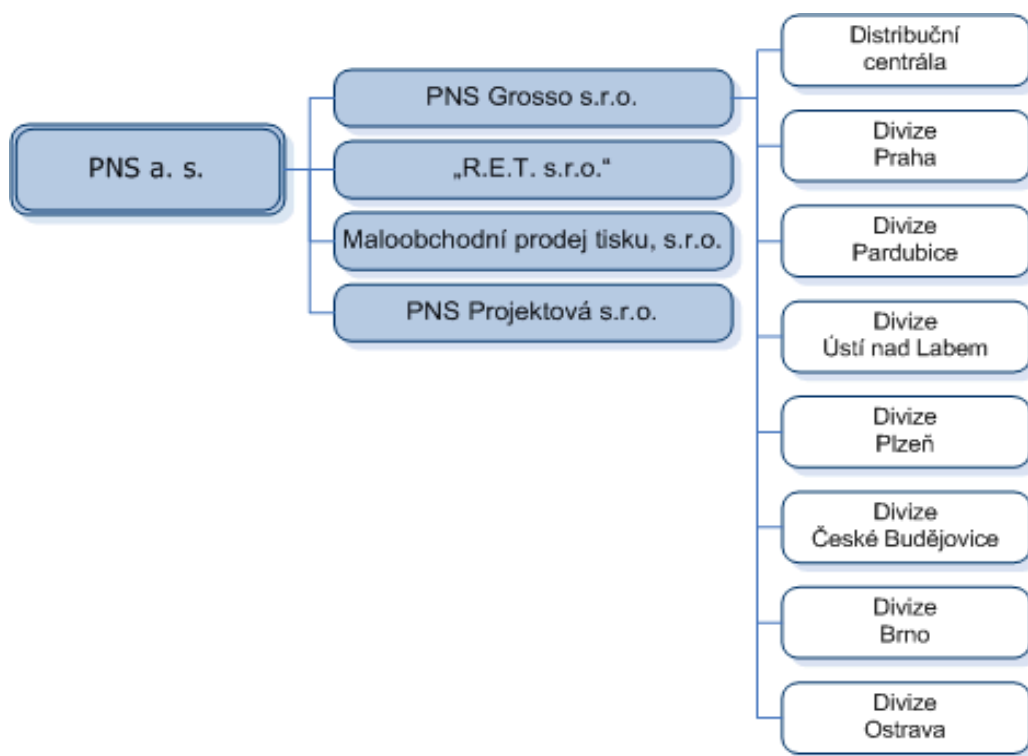 PNS a. s.
PNS Grosso s.r.o.
„R.E.T. s.r.o.“
Maloobchodní prodej tisku, s.r.o.
PNS Projektová s.r.o.
Distribuční
centrála
Divize
Praha
Divize
Pardubice
Divize
Ústí nad Labem
Divize
Plzeň
Divize
České Budějovice
Divize
Brno
Divize
Ostrava